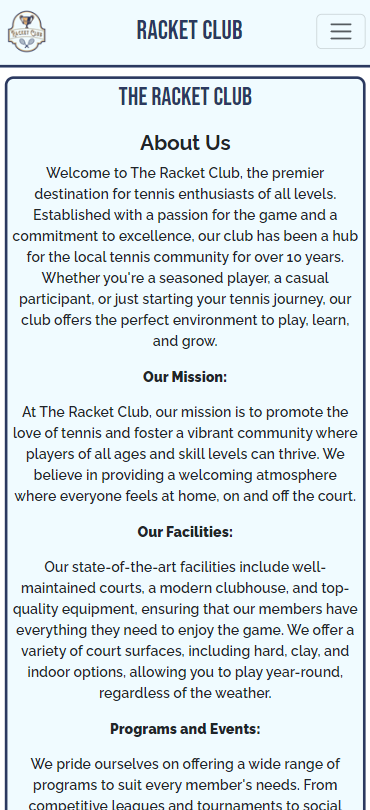 RACKET CLUB
RACKET CLUB
THE RACKET CLUB
About Us
Welcome to The Racket Club, the premier
destination for tennis enthusiasts of all levels.
Established with a passion for the game and a
commitment to excellence, our club has been a hub
for the local tennis community for over 10 years.
Whether you're a seasoned player, a casual
participant, or just starting your tennis journey, our
club offers the perfect environment to play, learn,
and grow.
Our Mission:
At The Racket Club, our mission is to promote the
love of tennis and foster a vibrant community where
players of all ages and skill levels can thrive. We
believe in providing a welcoming atmosphere
where everyone feels at home, on and off the court.
Our Facilities:
Our state-of-the-art facilities include well-
maintained courts, a modern clubhouse, and top-
quality equipment, ensuring that our members have
everything they need to enjoy the game. We offer a
variety of court surfaces, including hard, clay, and
indoor options, allowing you to play year-round,
regardless of the weather.
Programs and Events:
We pride ourselves on offering a wide range of
programs to suit every member's needs. From
competitive leagues and tournaments to social